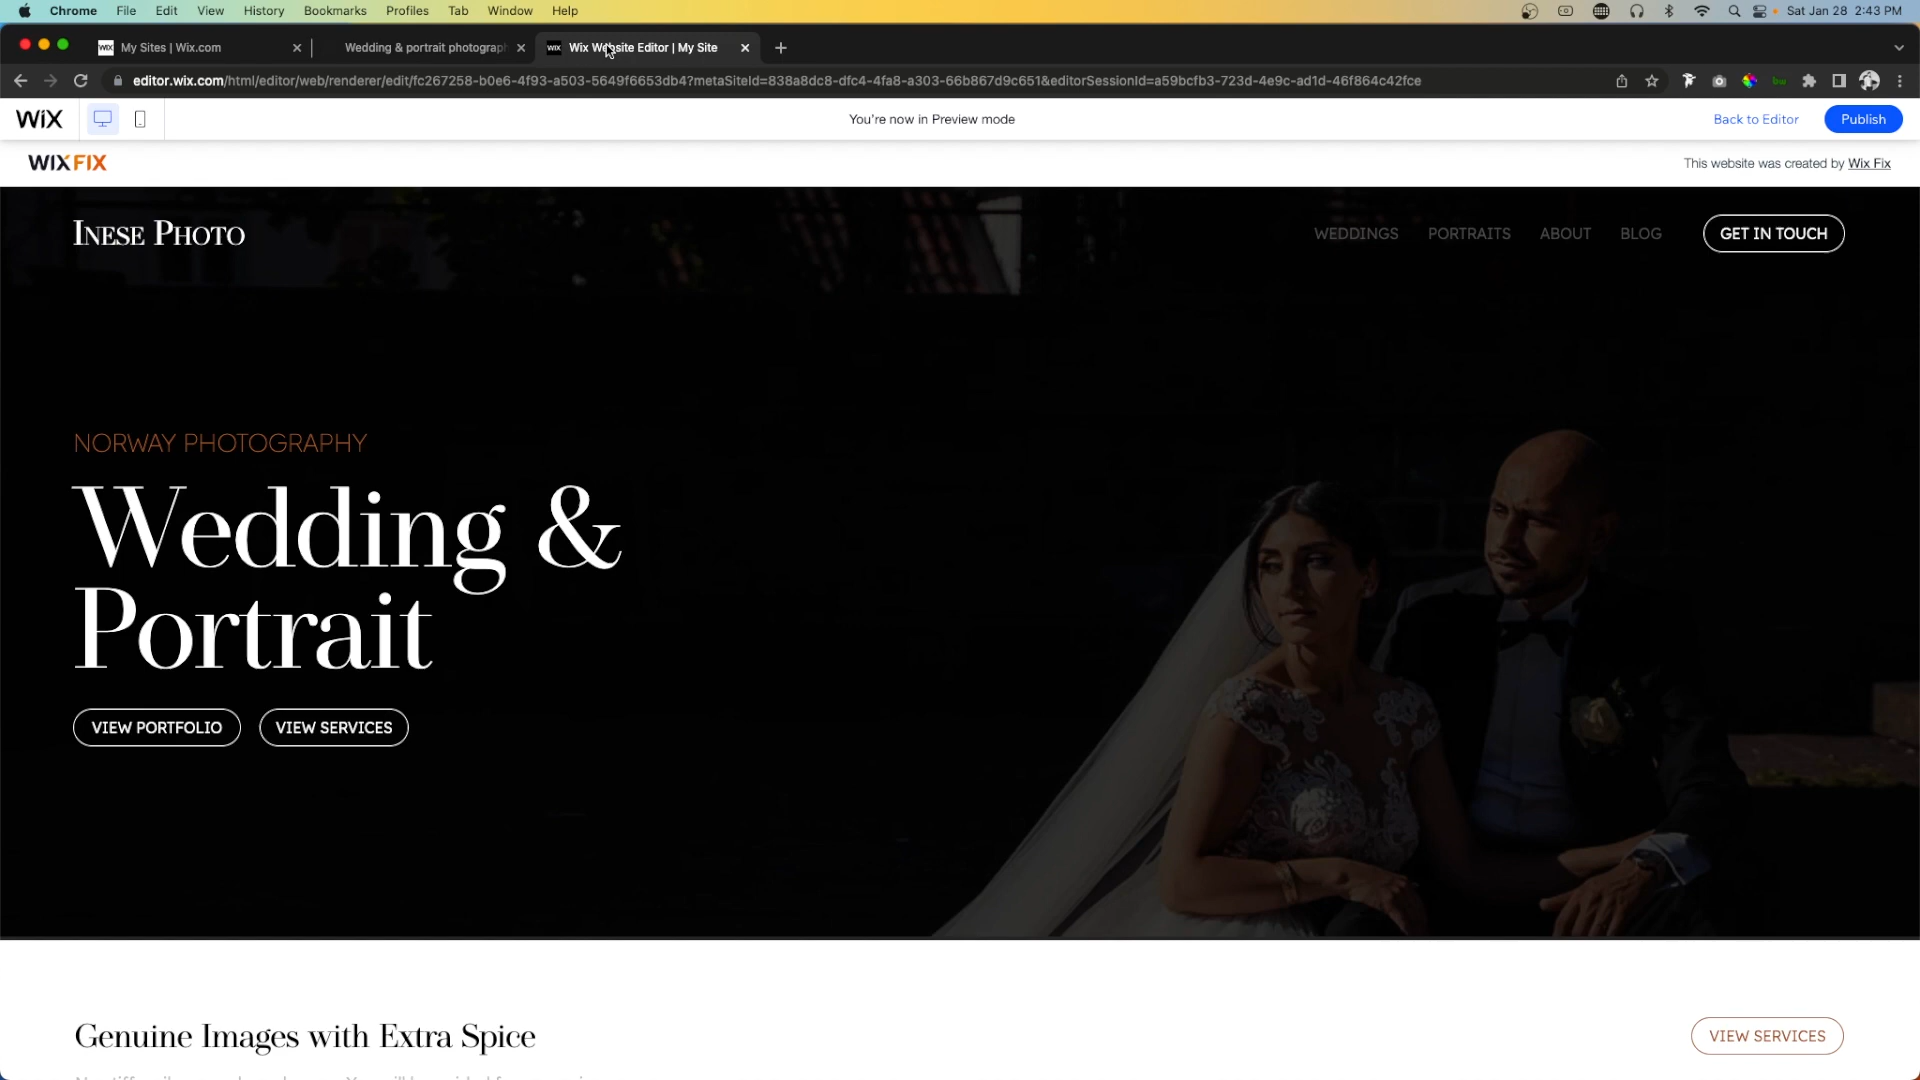 Chrome File Edit View History Bookmarks Profiles Tab Window Help Sat Jan 28 2:43 PM
WIX My Sites | Wix.com Wedding & portrait photograph WIX Wix Website Editor | My Site
editor.wix.com/html/editor/web/renderer/edit/fc267258-b0e6-4f93-a503-5649f6653db4?metaSiteId=838a8dc8-dfc4-4fa8-a303-66b867d9c651&editorSessionId=a59bcfb3-723d-4e9c-ad1d-46f864c42fce
WIX You're now in Preview mode Back to Editor Publish
WIXFIX This website was created by Wix Fix
INESE PHOTO WEDDINGS PORTRAITS ABOUT BLOG GET IN TOUCH
NORWAY PHOTOGRAPHY
Wedding &
Portrait
VIEW PORTFOLIO VIEW SERVICES
Genuine Images with Extra Spice VIEW SERVICES